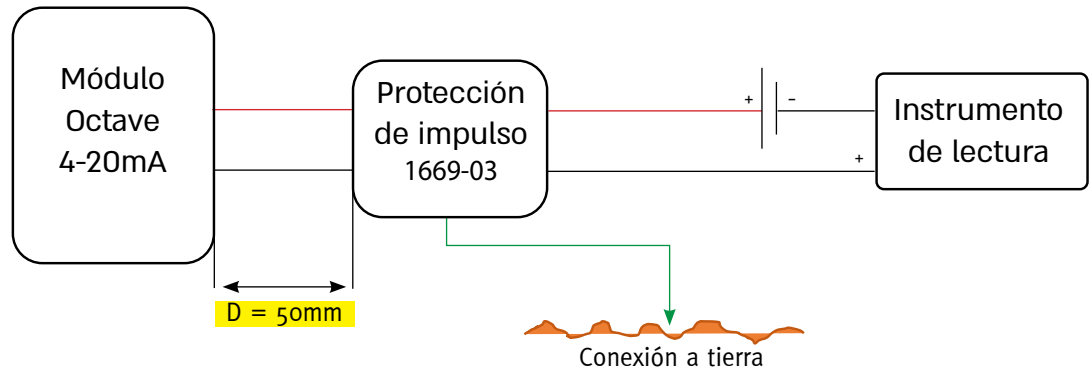 Módulo
Octave
4-20mA
Protección
de impulso
1669-03
+
-
+
Instrumento
de lectura
D = 50mm
Conexión a tierra